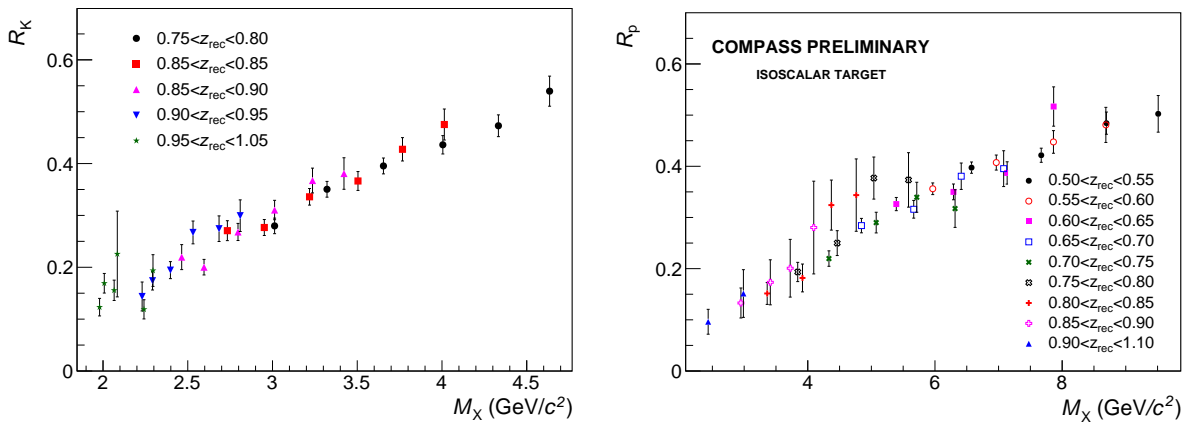 R_K
0.6
0.4
0.2
0
0.75<z_rec<0.80
0.85<z_rec<0.85
0.85<z_rec<0.90
0.90<z_rec<0.95
0.95<z_rec<1.05
2 2.5 3 3.5 4 4.5
M_X (GeV/c²)
R_p
0.6
0.4
0.2
0
COMPASS PRELIMINARY
ISOSCALAR TARGET
0.50<z_rec<0.55
0.55<z_rec<0.60
0.60<z_rec<0.65
0.65<z_rec<0.70
0.70<z_rec<0.75
0.75<z_rec<0.80
0.80<z_rec<0.85
0.85<z_rec<0.90
0.90<z_rec<1.10
4 6 8
M_X (GeV/c²)